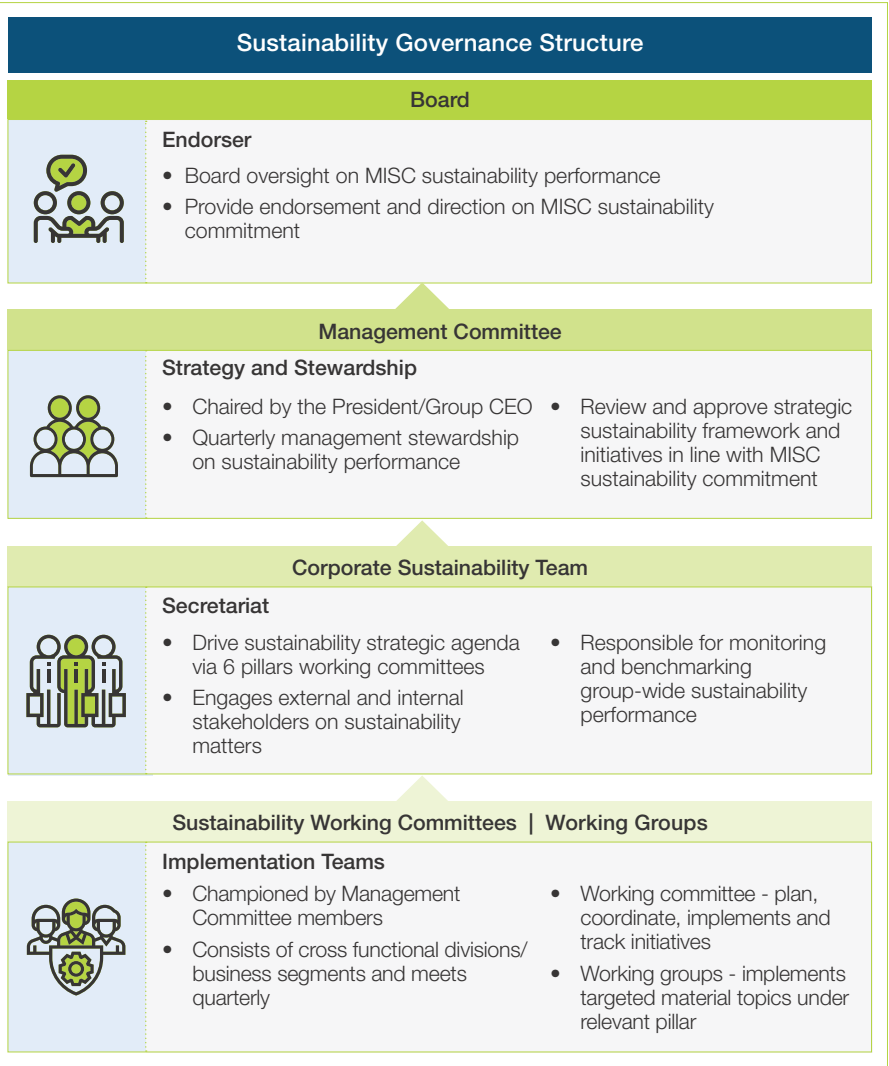 Sustainability Governance Structure
Board
Endorser
• Board oversight on MISC sustainability performance
• Provide endorsement and direction on MISC sustainability
commitment
Management Committee
Strategy and Stewardship
• Chaired by the President/Group CEO
• Quarterly management stewardship
on sustainability performance
• Review and approve strategic
sustainability framework and
initiatives in line with MISC
sustainability commitment
Corporate Sustainability Team
Secretariat
• Drive sustainability strategic agenda
via 6 pillars working committees
• Engages external and internal
stakeholders on sustainability
matters
• Responsible for monitoring
and benchmarking
group-wide sustainability
performance
Sustainability Working Committees | Working Groups
Implementation Teams
• Championed by Management
Committee members
• Consists of cross functional divisions/
business segments and meets
quarterly
• Working committee - plan,
coordinate, implements and
track initiatives
• Working groups - implements
targeted material topics under
relevant pillar